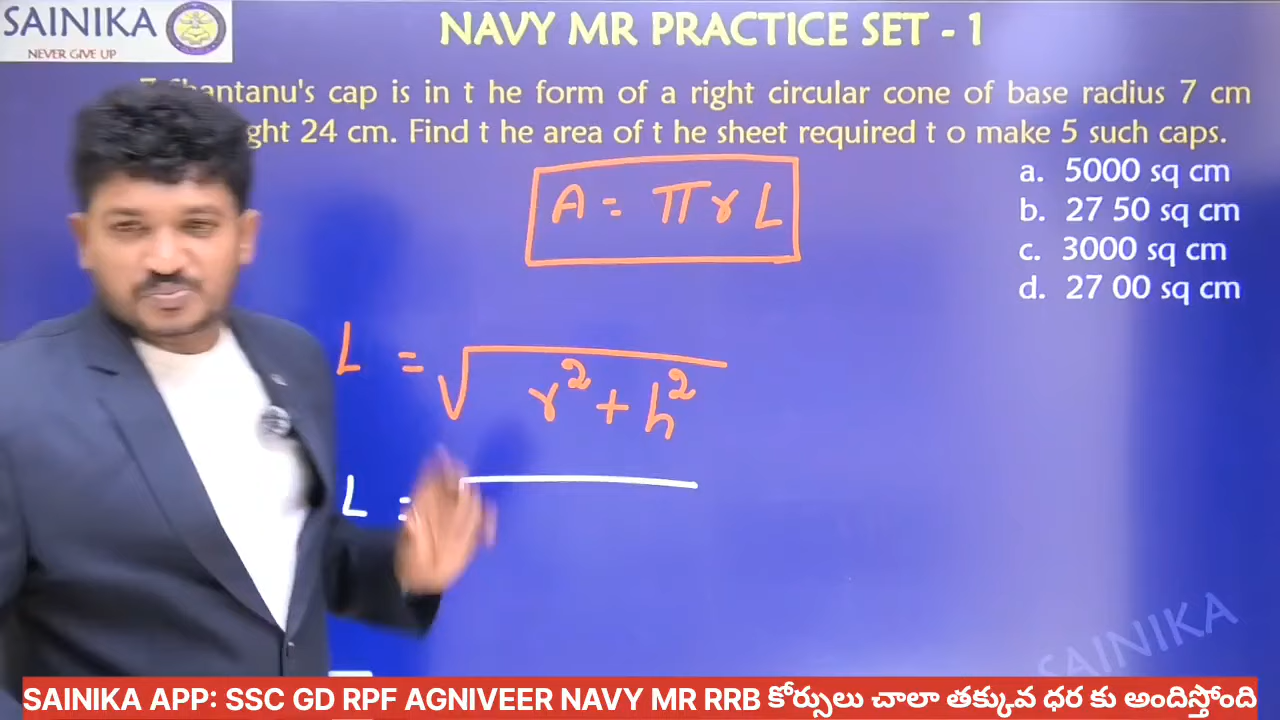 SAINIKA
NEVER GIVE UP
NAVY MR PRACTICE SET - 1
hantanu's cap is in t he form of a right circular cone of base radius 7 cm
ght 24 cm. Find t he area of t he sheet required t o make 5 such caps.
a. 5000 sq cm
b. 27 50 sq cm
c. 3000 sq cm
d. 27 00 sq cm
A = π r L
L = √ r² + h²
L =
SAINIKA
SAINIKA APP: SSC GD RPF AGNIVEER NAVY MR RRB కోర్సులు చాలా తక్కువ ధర కు అందిస్తోంది